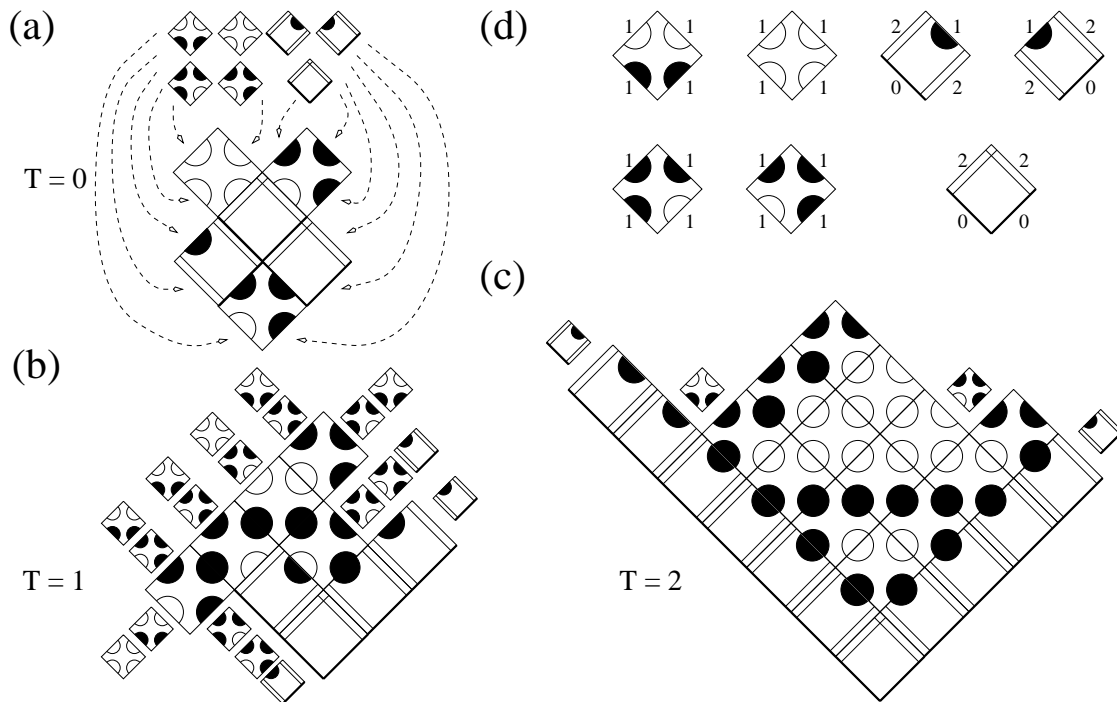 (a)
T = 0
(b)
T = 1
(d)
1 1 1 1 2 1 1 2
1 1 1 1 0 2 2 0
1 1 1 1 2 2
1 1 1 1 0 0
(c)
T = 2